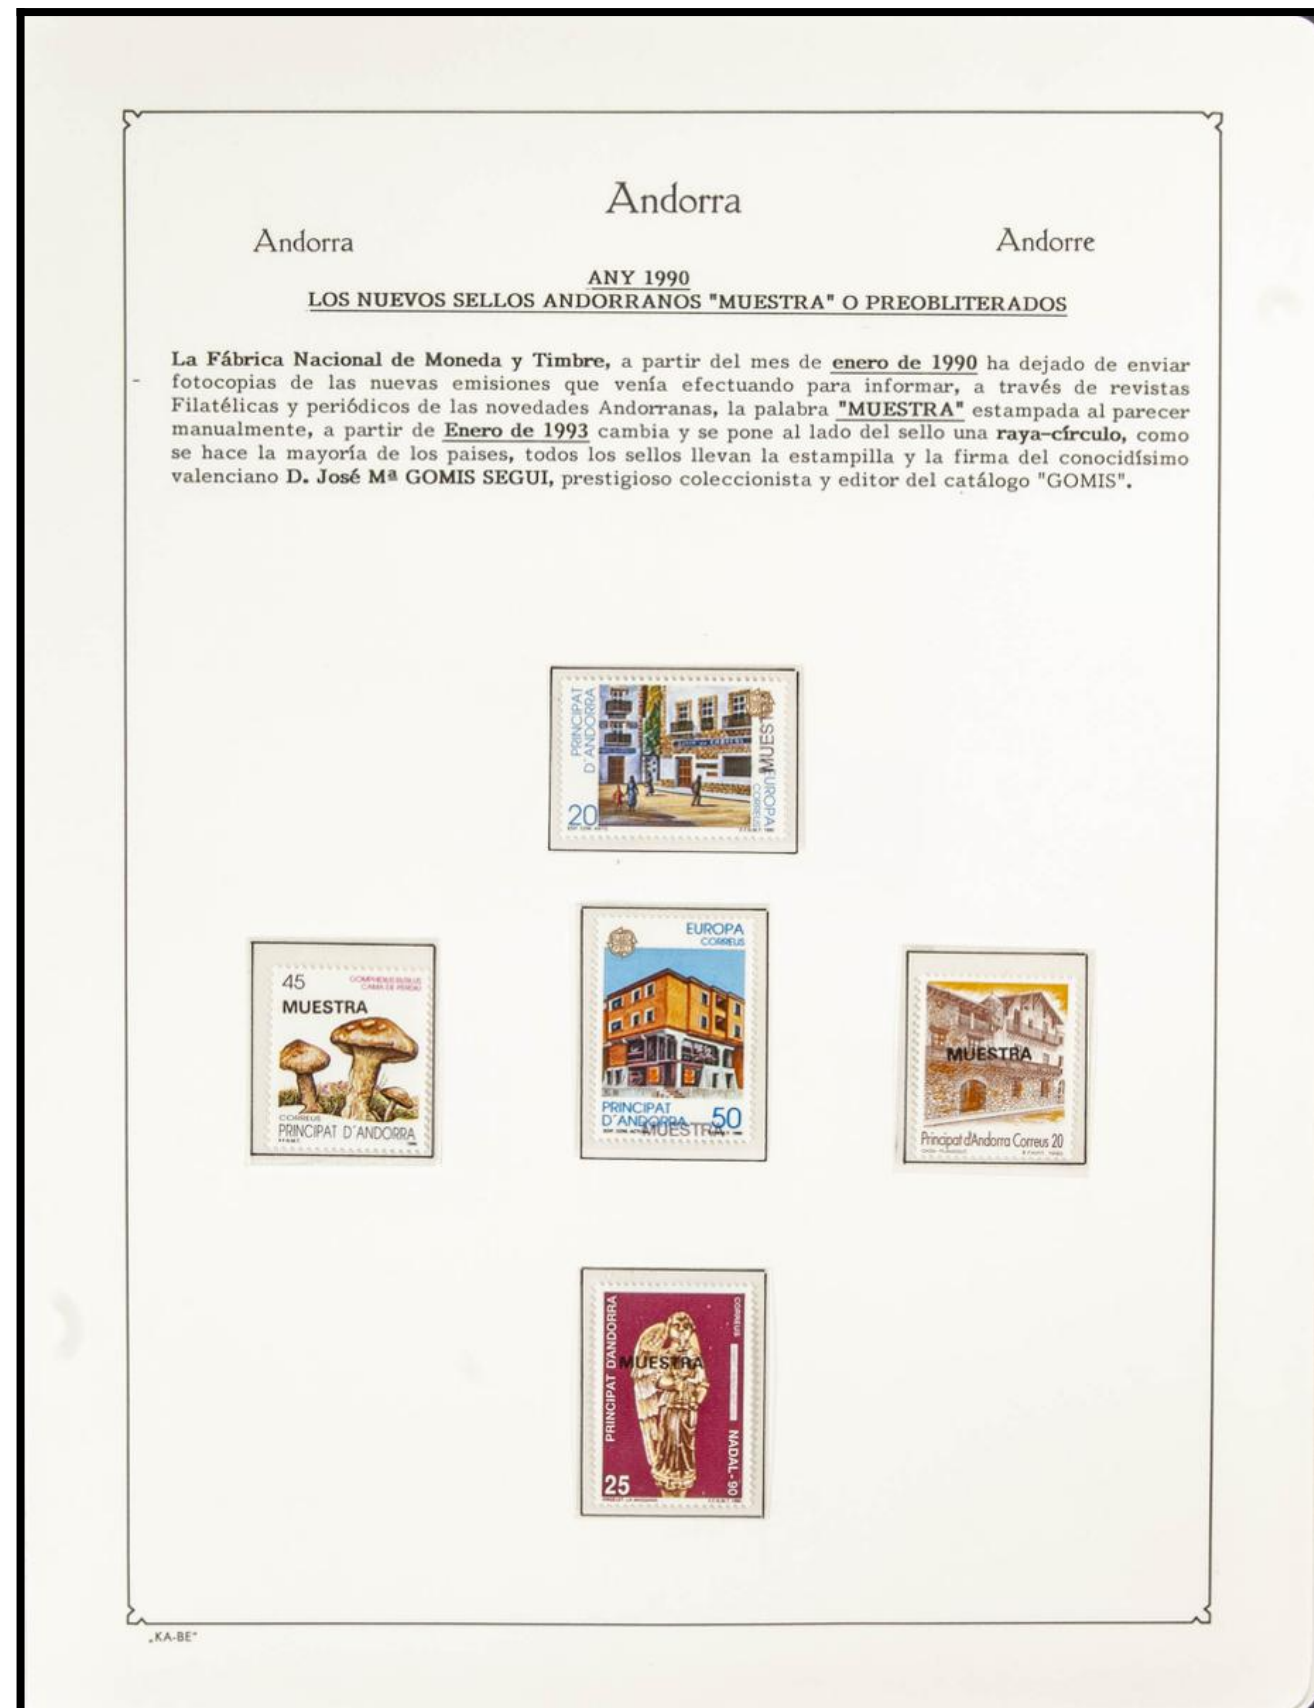 Andorra
Andorra
Andorre
ANY 1990
LOS NUEVOS SELLOS ANDORRANOS "MUESTRA" O PREOBLITERADOS
La Fábrica Nacional de Moneda y Timbre, a partir del mes de enero de 1990 ha dejado de enviar
fotocopias de las nuevas emisiones que venía efectuando para informar, a través de revistas
Filatélicas y periódicos de las novedades Andorranas, la palabra "MUESTRA" estampada al parecer
manualmente, a partir de Enero de 1993 cambia y se pone al lado del sello una raya-círculo, como
se hace la mayoría de los paises, todos los sellos llevan la estampilla y la firma del conocidísimo
valenciano D. José Mª GOMIS SEGUI, prestigioso coleccionista y editor del catálogo "GOMIS".
PRINCIPAT
D'ANDORRA
20
MUEST
EUROPA
CORREUS
45
MUESTRA
CORREUS
PRINCIPAT D'ANDORRA
EUROPA
CORREUS
PRINCIPAT
D'ANDORRA
50
MUESTRA
MUESTRA
Principat d'Andorra Correus 20
PRINCIPAT D'ANDORRA
CORREUS
MUESTRA
25
NADAL-90
„KA-BE"